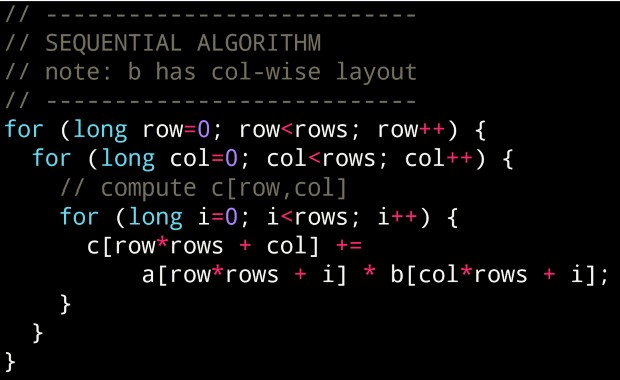 // ---------------------------
// SEQUENTIAL ALGORITHM
// note: b has col-wise layout
// ---------------------------
for (long row=0; row<rows; row++) {
  for (long col=0; col<rows; col++) {
    // compute c[row,col]
    for (long i=0; i<rows; i++) {
      c[row*rows + col] +=
          a[row*rows + i] * b[col*rows + i];
    }
  }
}